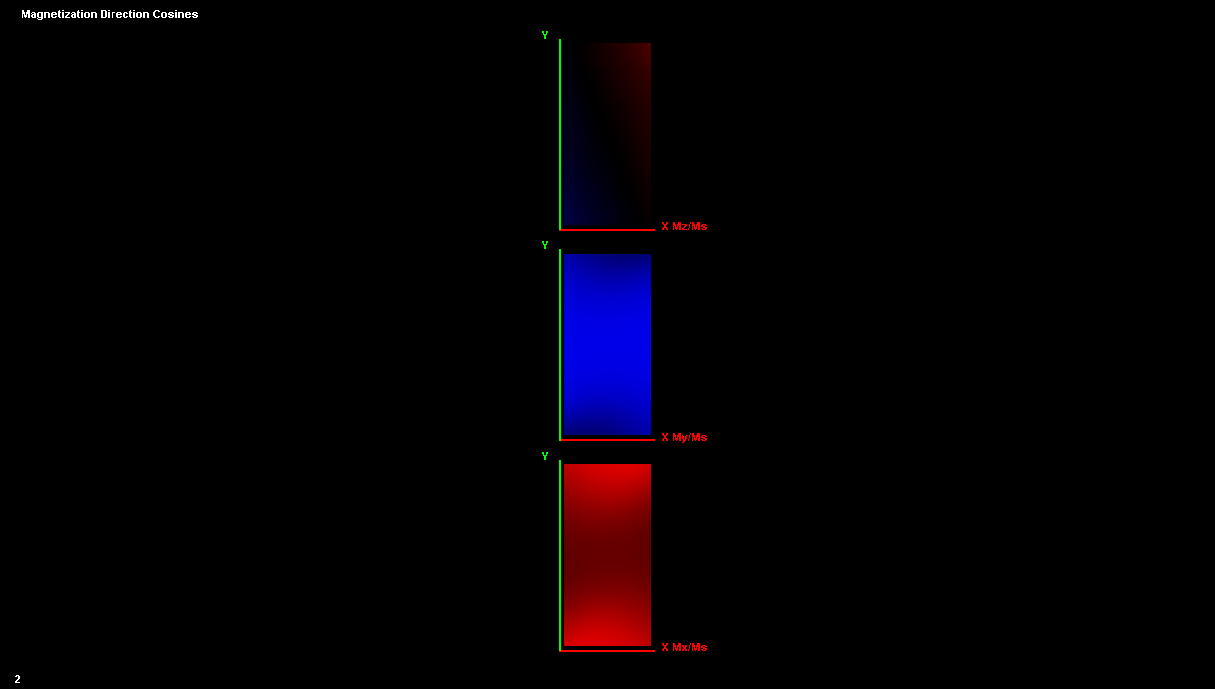 Magnetization Direction Cosines
Y
X Mz/Ms
Y
X My/Ms
Y
X Mx/Ms
2